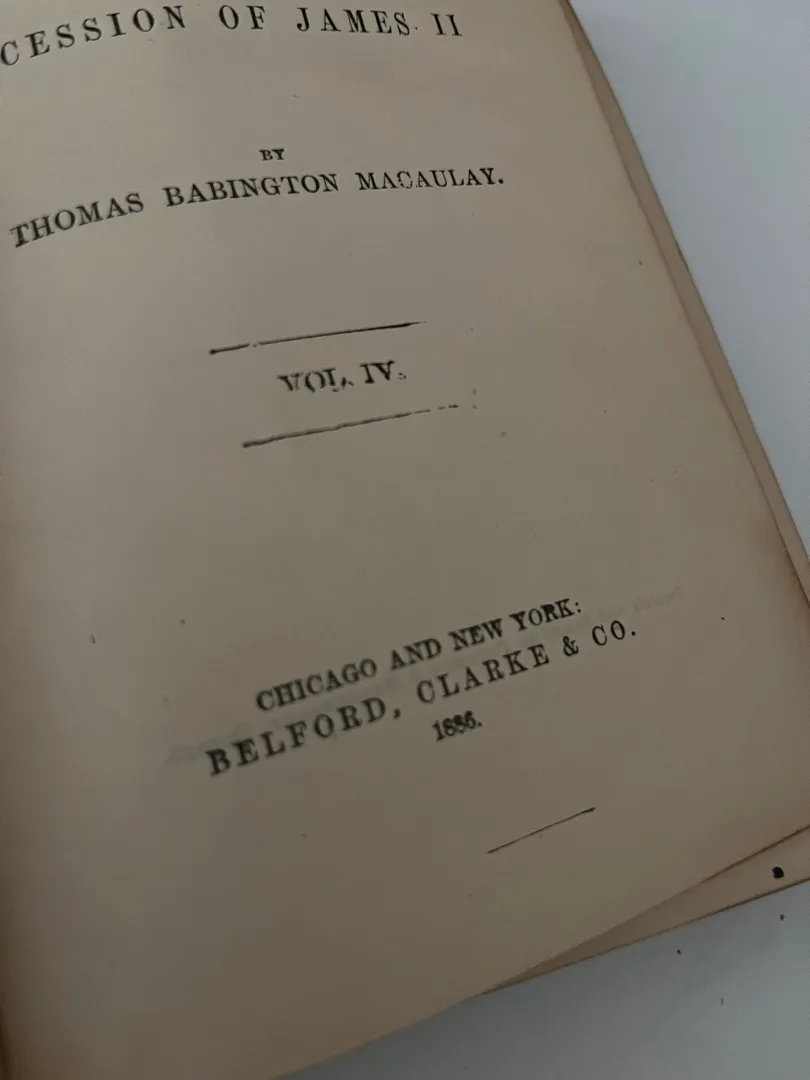 CESSION OF JAMES II
BY
THOMAS BABINGTON MACAULAY.
VOL. IV.
CHICAGO AND NEW YORK:
BELFORD, CLARKE & CO.
1886.